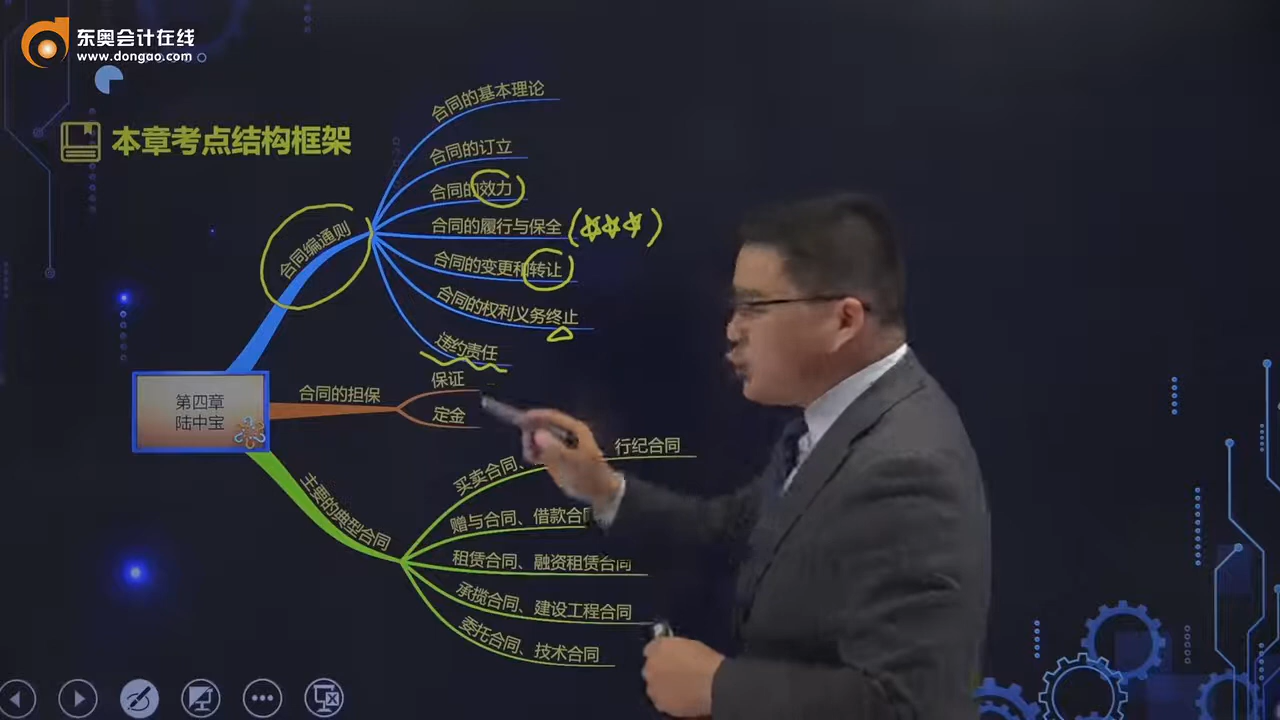 东奥会计在线
www.dongao.com
本章考点结构框架
合同的基本理论
合同的订立
合同的效力
合同编通则
合同的履行与保全
合同的变更和转让
合同的权利义务终止
违约责任
第四章
陆中宝
合同的担保
保证
定金
主要的典型合同
买卖合同、
行纪合同
赠与合同、借款合同
租赁合同、融资租赁合同
承揽合同、建设工程合同
委托合同、技术合同